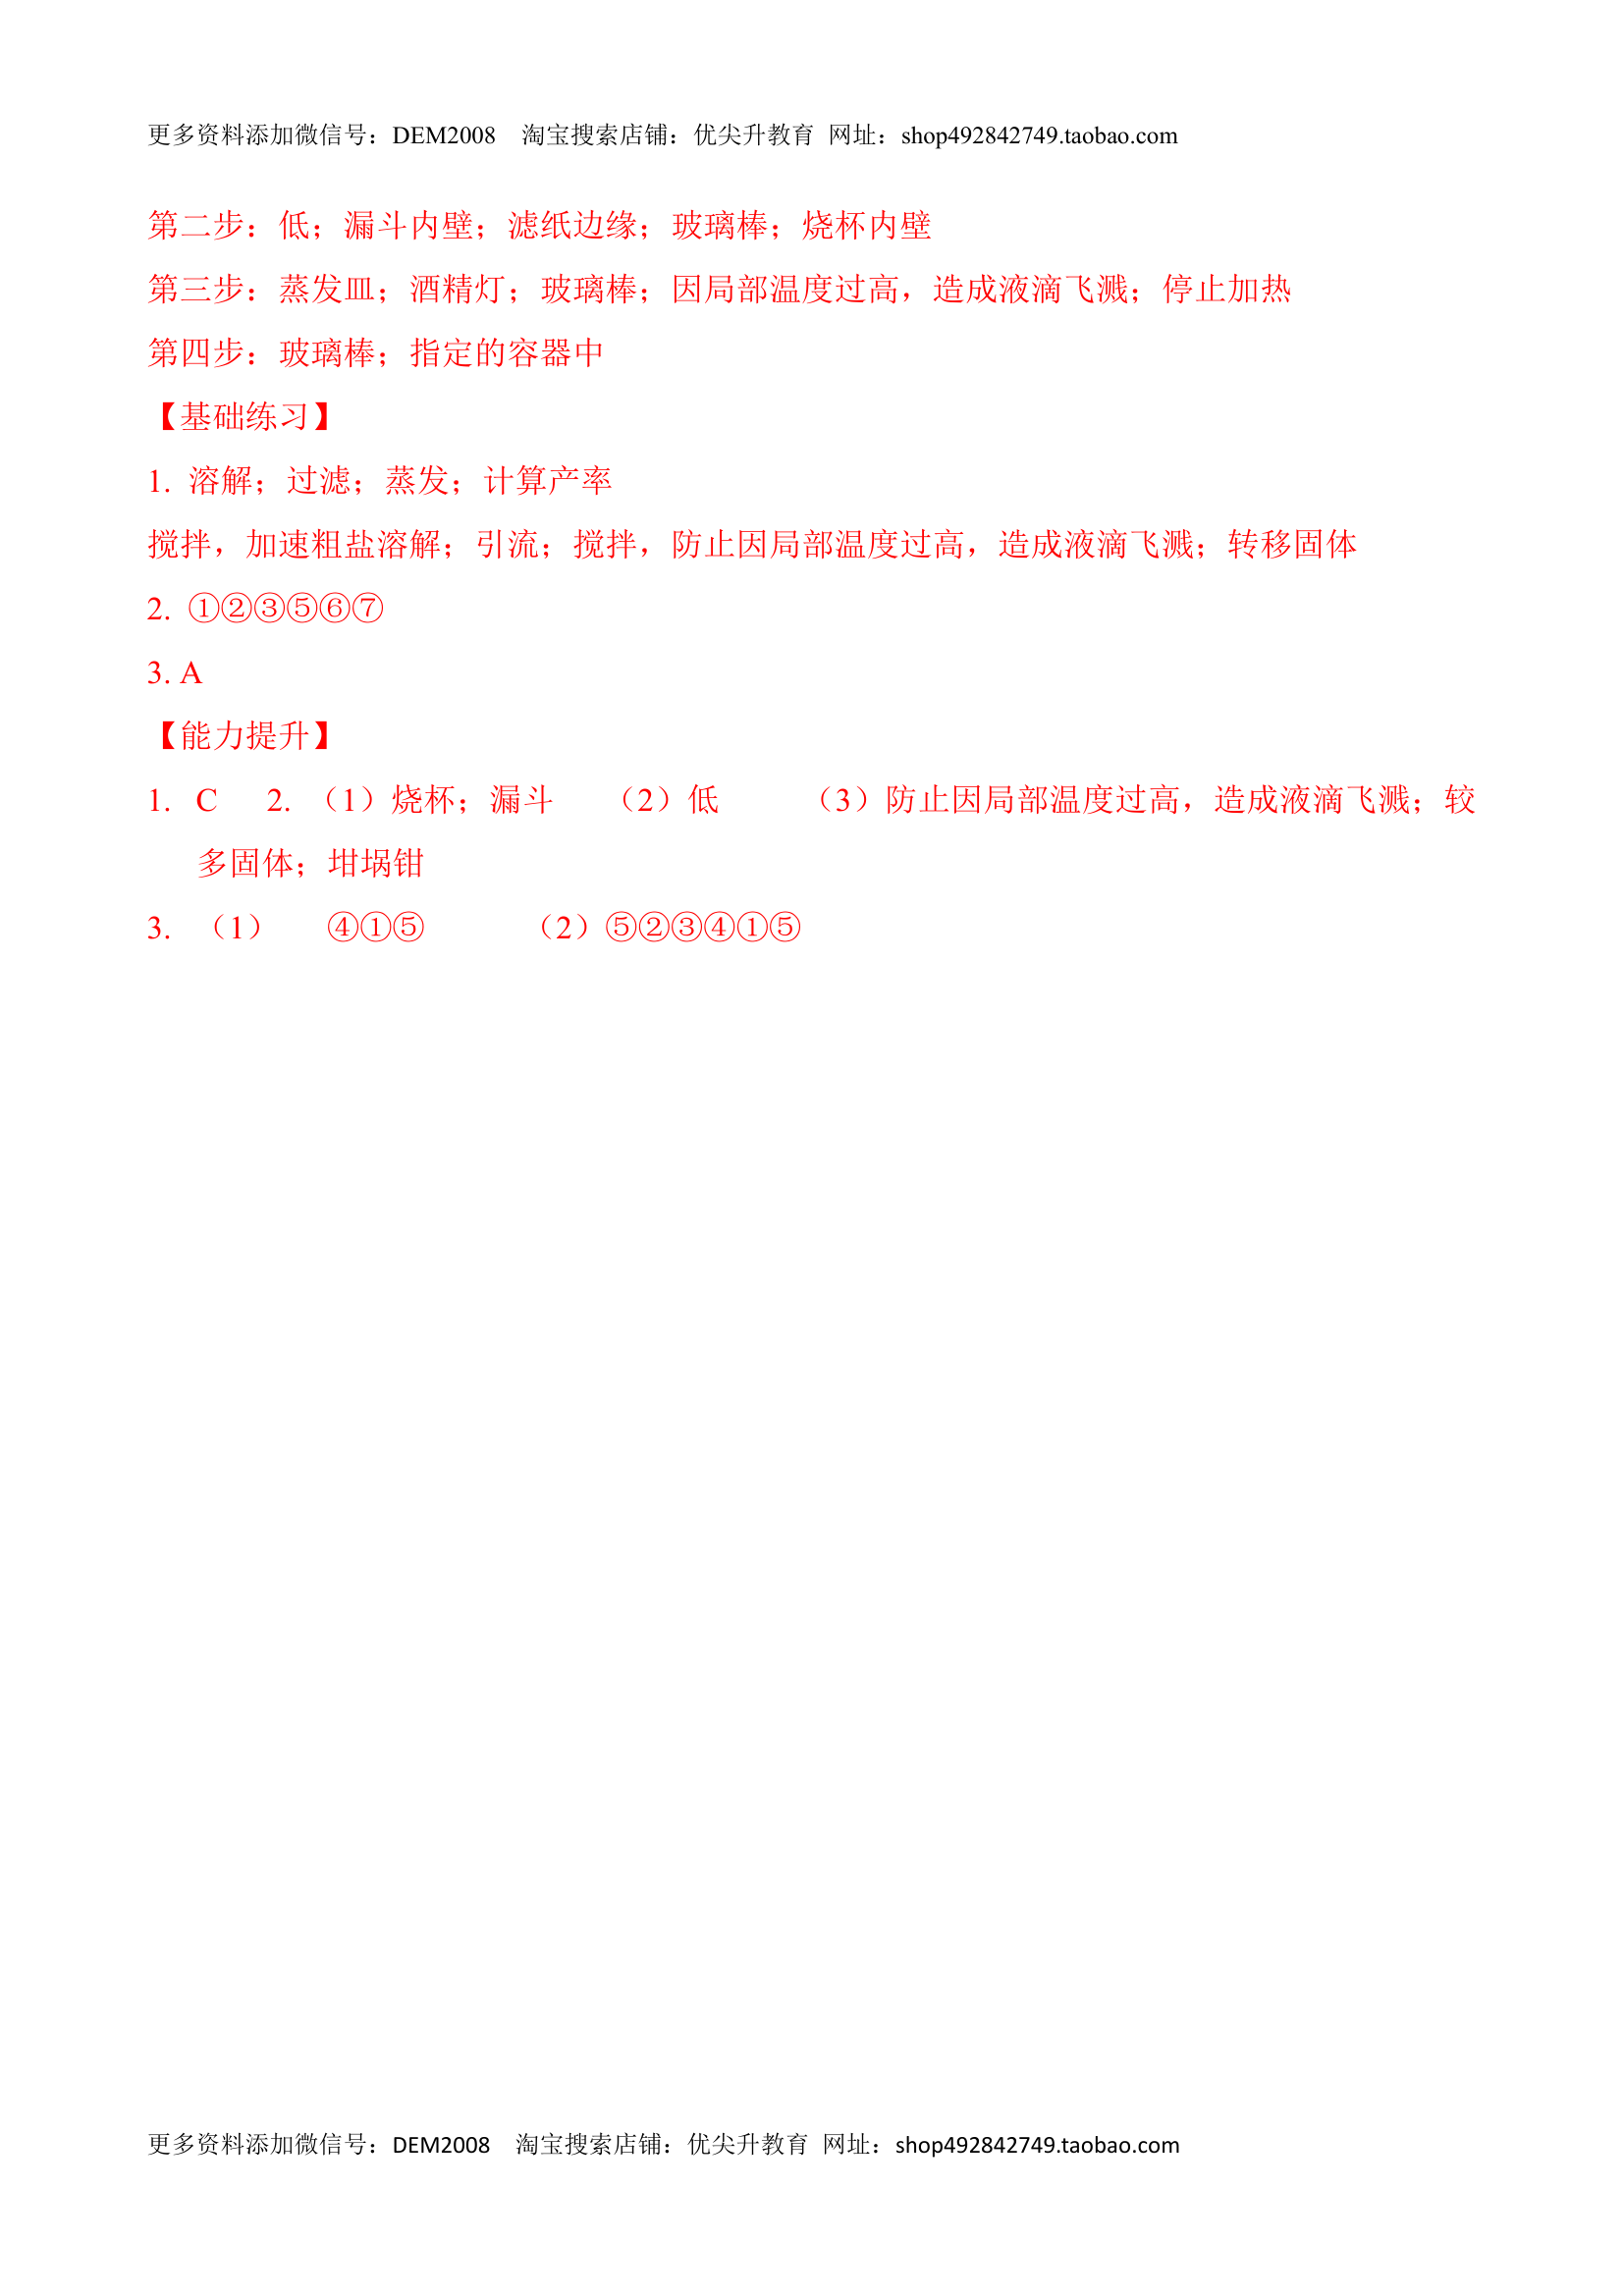 更多资料添加微信号：DEM2008 淘宝搜索店铺：优尖升教育 网址：shop492842749.taobao.com
第二步：低；漏斗内壁；滤纸边缘；玻璃棒；烧杯内壁
第三步：蒸发皿；酒精灯；玻璃棒；因局部温度过高，造成液滴飞溅；停止加热
第四步：玻璃棒；指定的容器中
【基础练习】
1. 溶解；过滤；蒸发；计算产率
搅拌，加速粗盐溶解；引流；搅拌，防止因局部温度过高，造成液滴飞溅；转移固体
2. ①②③⑤⑥⑦
3. A
【能力提升】
1. C 2. （1）烧杯；漏斗 （2）低 （3）防止因局部温度过高，造成液滴飞溅；较
多固体；坩埚钳
3. （1） ④①⑤ （2）⑤②③④①⑤
更多资料添加微信号：DEM2008 淘宝搜索店铺：优尖升教育 网址：shop492842749.taobao.com